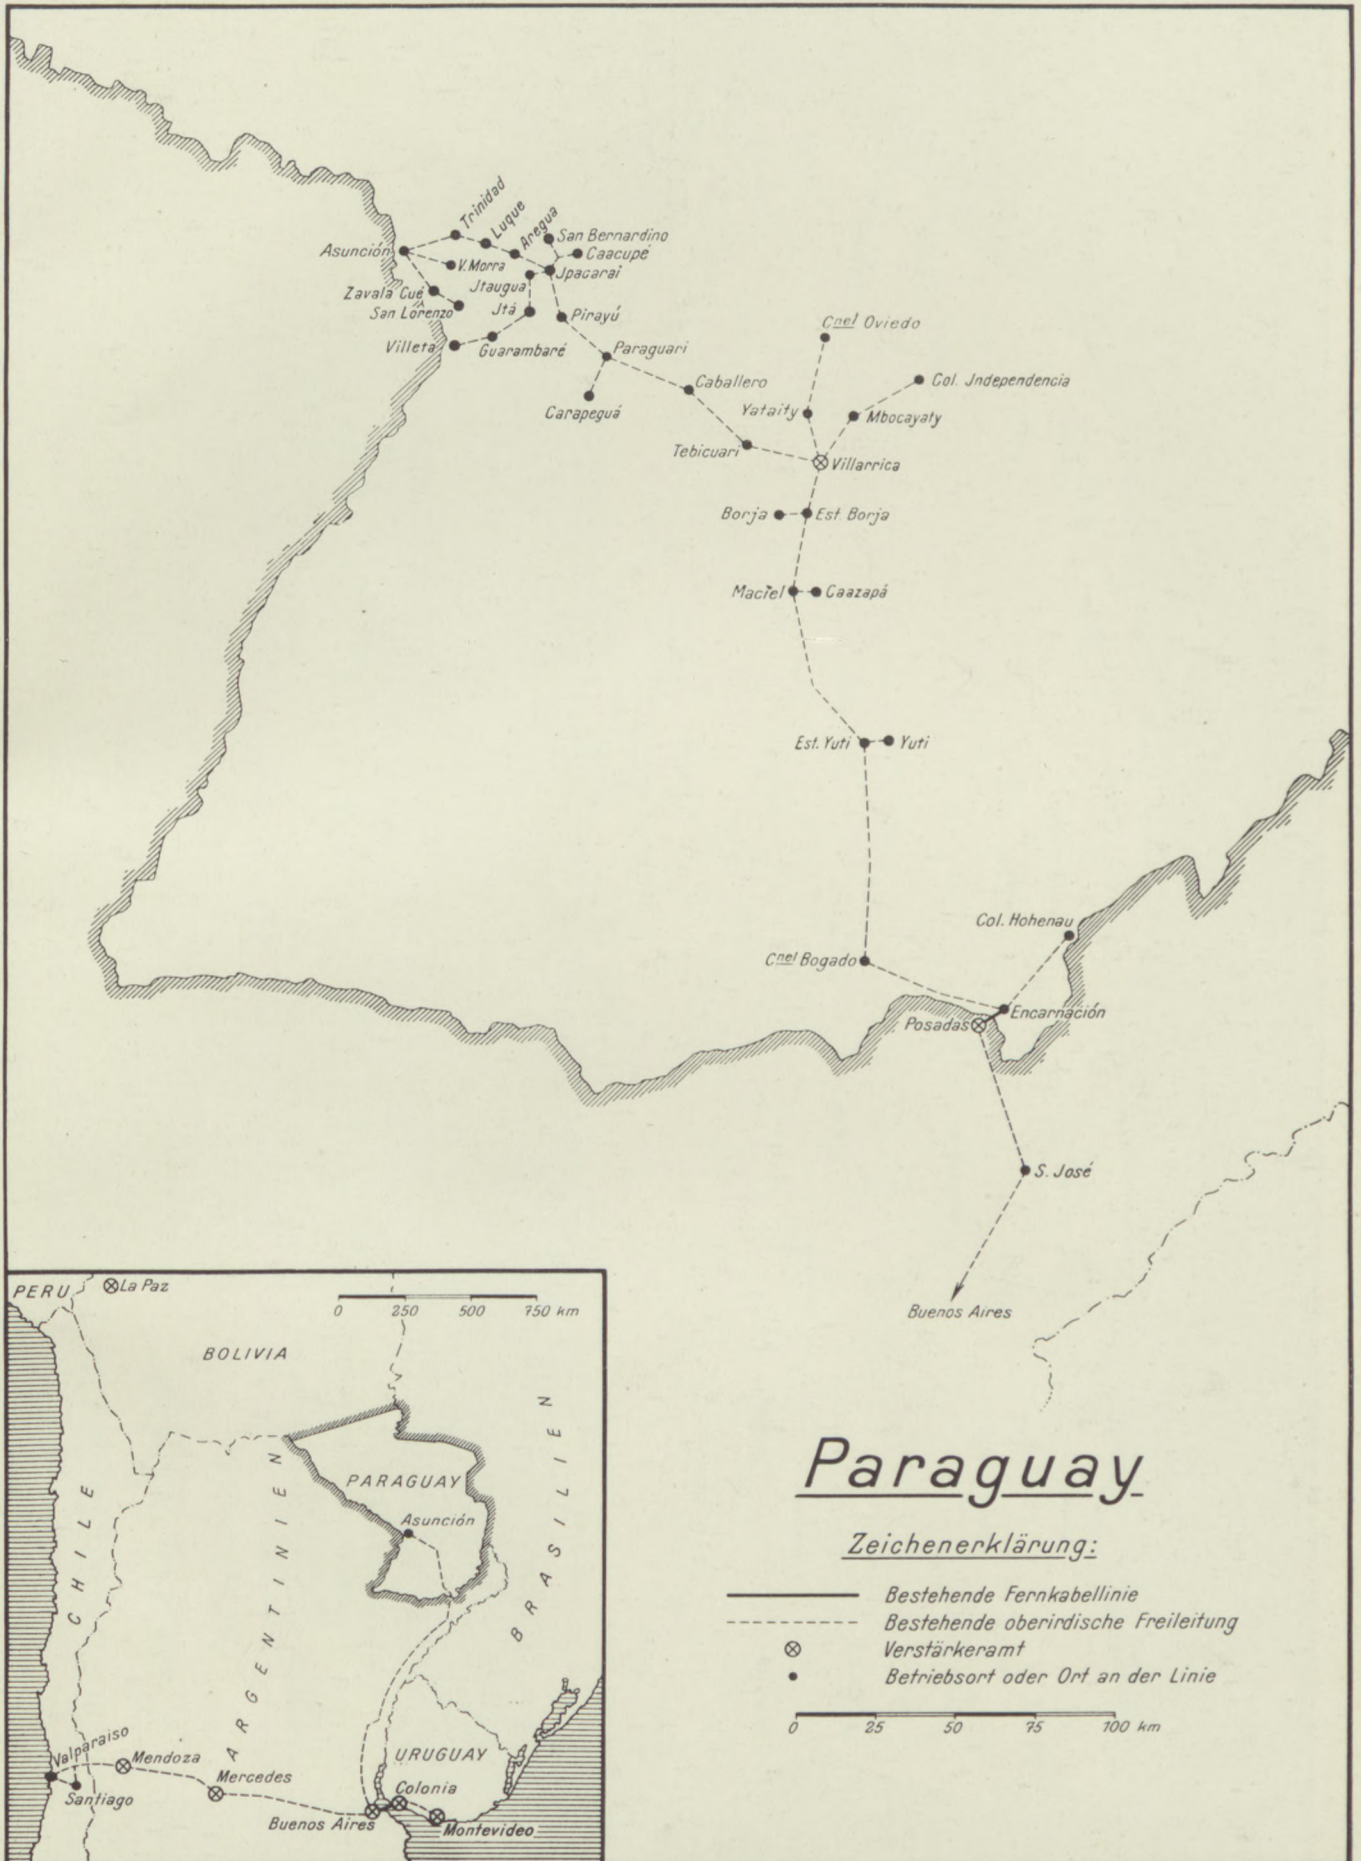 Trinidad
Luque
Aregua
San Bernardino
Caacupé
Asunción
V. Morra
Jpacarai
Jtaugua
Zavala Cué
San Lorenzo
Jtá
Pirayú
Villeta
Guarambaré
Paraguari
Cnel Oviedo
Caballero
Col. Jndependencia
Carapeguá
Yataity
Mbocayaty
Tebicuari
Villarrica
Borja
Est. Borja
Maciel
Caazapá
Est. Yuti
Yuti
Col. Hohenau
Cnel Bogado
Encarnación
Posadas
S. José
Buenos Aires
PERU
La Paz
0 250 500 750 km
BOLIVIA
BRASILIEN
PARAGUAY
Asunción
CHILE
ARGENTINIEN
Valparaiso
Mendoza
Santiago
Mercedes
URUGUAY
Colonia
Buenos Aires
Montevideo
Paraguay
Zeichenerklärung:
Bestehende Fernkabellinie
Bestehende oberirdische Freileitung
Verstärkeramt
Betriebsort oder Ort an der Linie
0 25 50 75 100 km